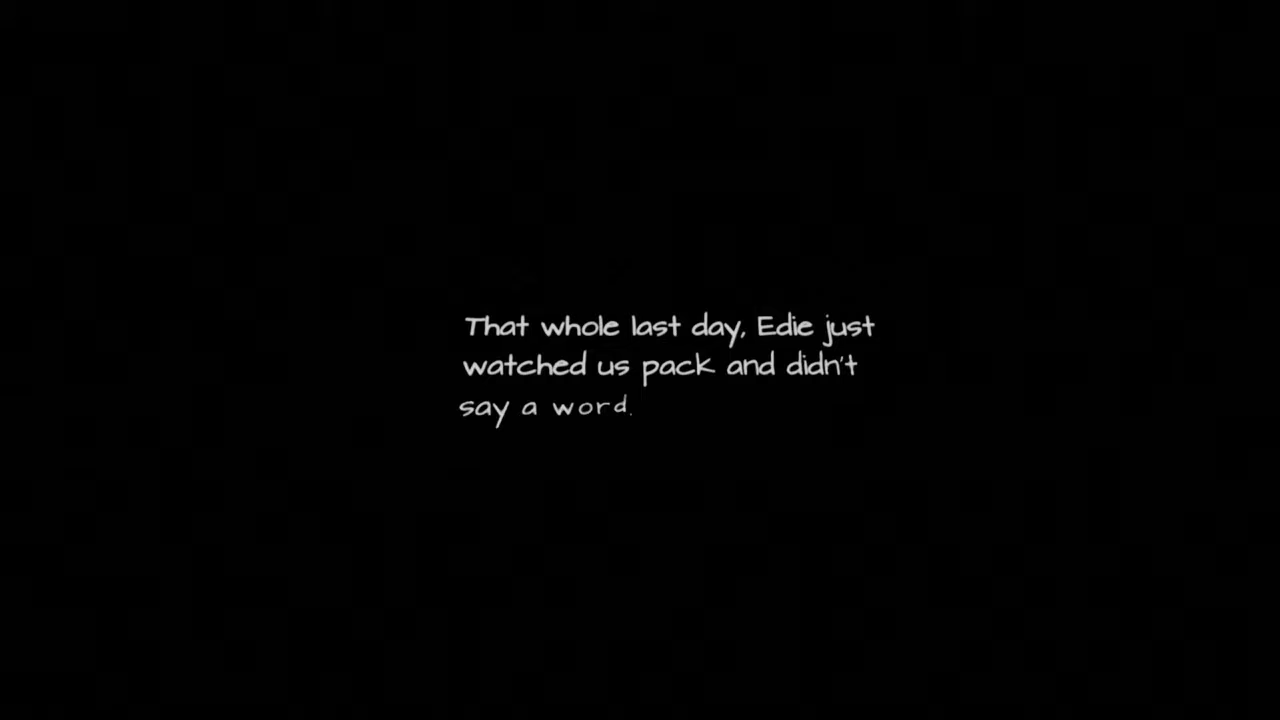 That whole last day, Edie just
watched us pack and didn't
say a word.